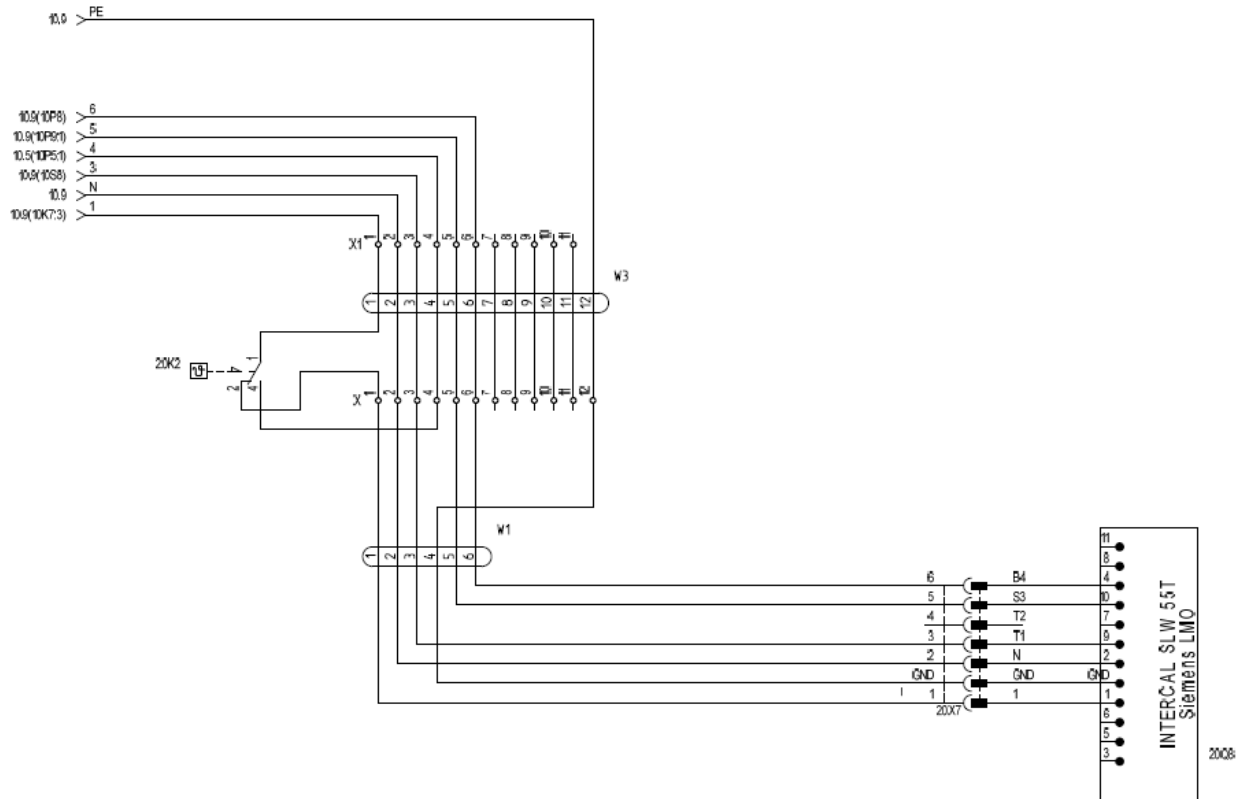 10.9 PE
10.9(10P8) 6
10.9(10P9:1) 5
10.5(10P5:1) 4
10.9(10S8) 3
10.9 N
10.9(10K7:3) 1
X1 1 2 3 4 5 6 7 8 9 10 11
W3
1 2 3 4 5 6 7 8 9 10 11 12
20K2 1 2 4
X 1 2 3 4 5 6 7 8 9 10 11 12
W1
1 2 3 4 5 6
11
8
6 B4 4
5 S3 10
4 T2 7
3 T1 9
2 N 2
GND GND GND
1 1 1
20X7
6
5
3
INTERCAL SLW 55T
Siemens LMO
20Q8